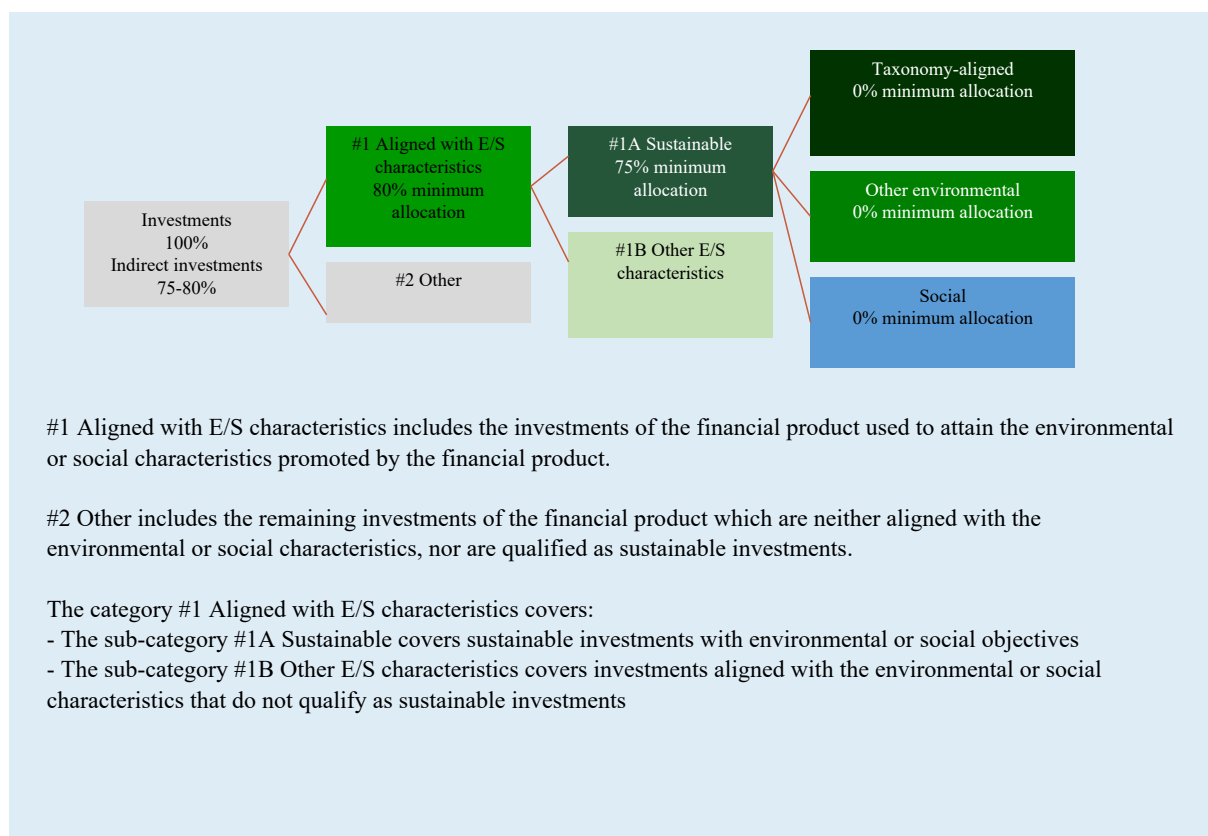 Investments
100%
Indirect investments
75-80%
#1 Aligned with E/S
characteristics
80% minimum
allocation
#2 Other
#1A Sustainable
75% minimum
allocation
#1B Other E/S
characteristics
Taxonomy-aligned
0% minimum allocation
Other environmental
0% minimum allocation
Social
0% minimum allocation
#1 Aligned with E/S characteristics includes the investments of the financial product used to attain the environmental
or social characteristics promoted by the financial product.
#2 Other includes the remaining investments of the financial product which are neither aligned with the
environmental or social characteristics, nor are qualified as sustainable investments.
The category #1 Aligned with E/S characteristics covers:
- The sub-category #1A Sustainable covers sustainable investments with environmental or social objectives
- The sub-category #1B Other E/S characteristics covers investments aligned with the environmental or social
characteristics that do not qualify as sustainable investments